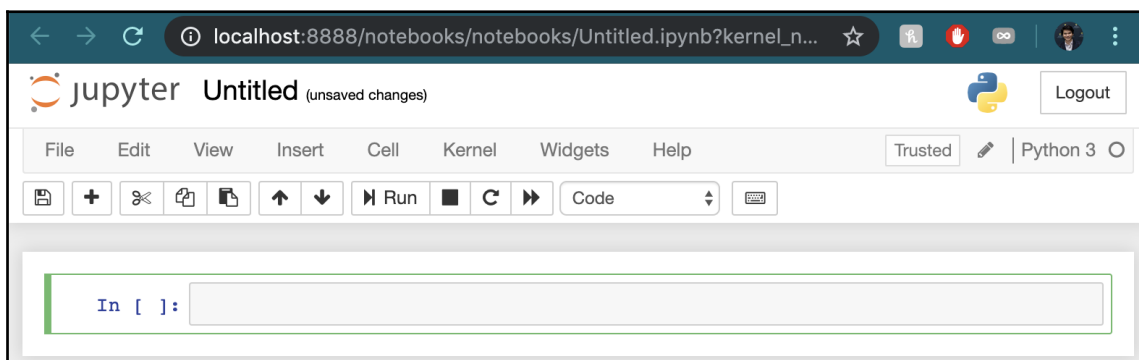 localhost:8888/notebooks/notebooks/Untitled.ipynb?kernel_n...
jupyter Untitled (unsaved changes) Logout
File Edit View Insert Cell Kernel Widgets Help Trusted Python 3
Run Code
In [ ]: